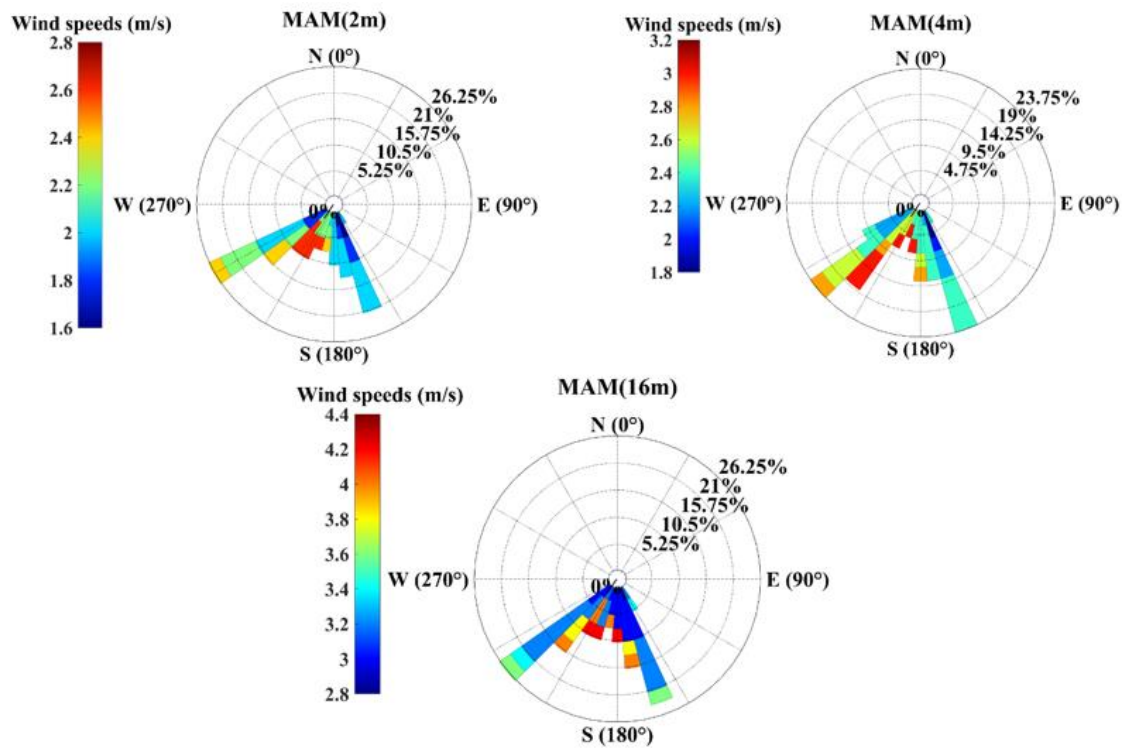 Wind speeds (m/s)
MAM(2m)
2.8
2.6
2.4
2.2
2
1.8
1.6
N (0°)
26.25%
21%
15.75%
10.5%
5.25%
0%
W (270°)
E (90°)
S (180°)
Wind speeds (m/s)
MAM(4m)
3.2
3
2.8
2.6
2.4
2.2
2
1.8
N (0°)
23.75%
19%
14.25%
9.5%
4.75%
0%
W (270°)
E (90°)
S (180°)
Wind speeds (m/s)
MAM(16m)
4.4
4.2
4
3.8
3.6
3.4
3.2
3
2.8
N (0°)
26.25%
21%
15.75%
10.5%
5.25%
0%
W (270°)
E (90°)
S (180°)